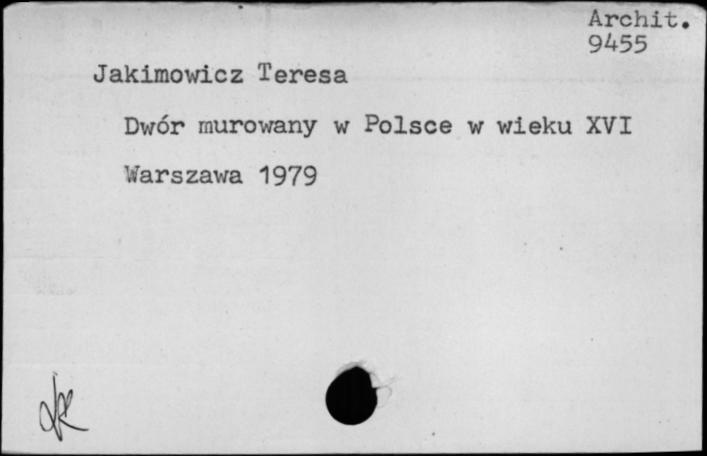 Archit.
9455
Jakimowicz Teresa
Dwór murowany w Polsce w wieku XVI
Warszawa 1979